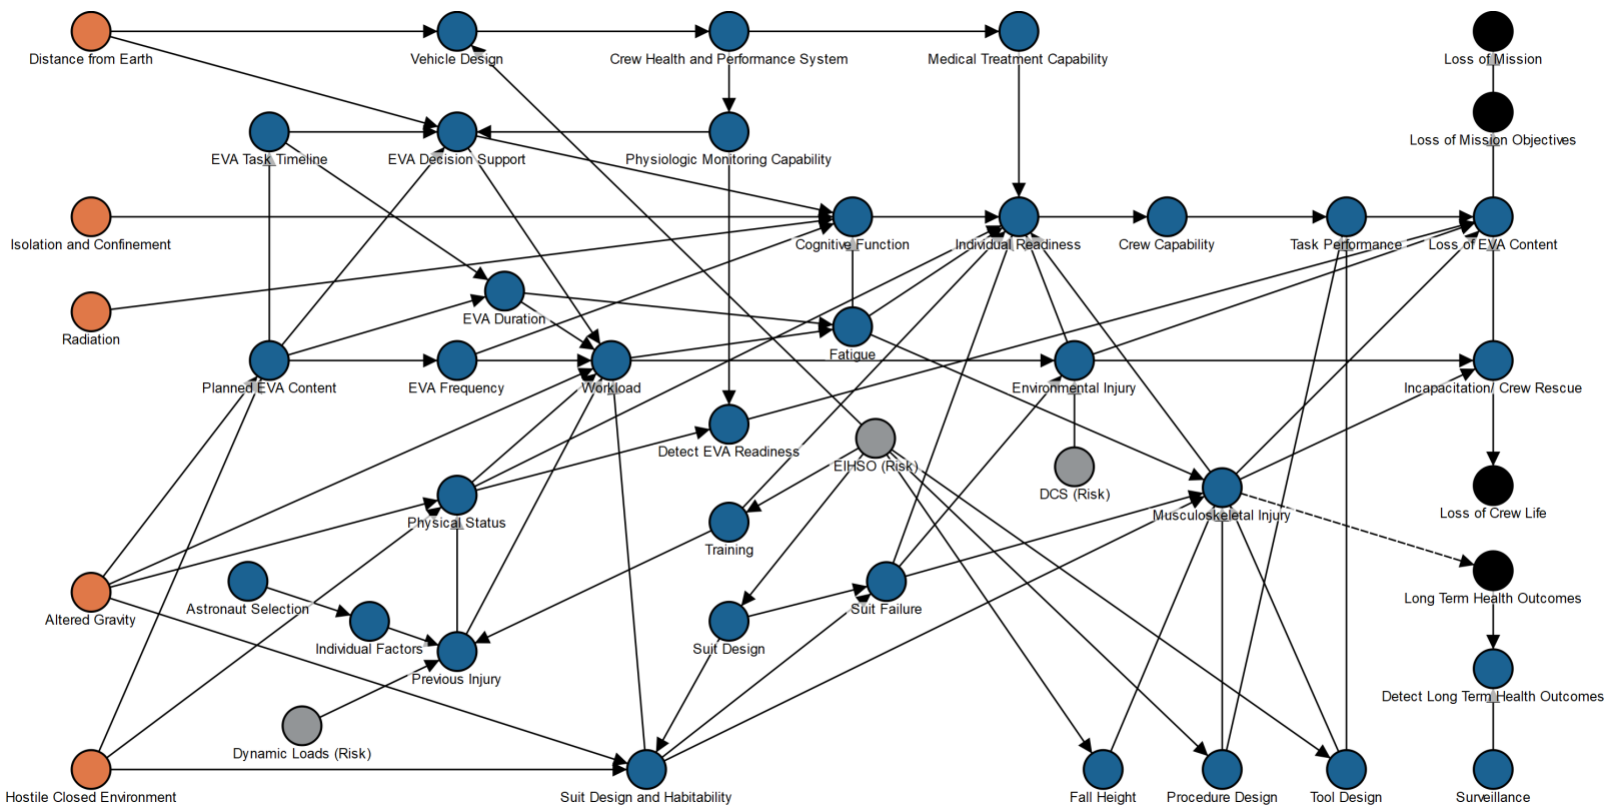 Distance from Earth
Vehicle Design
Crew Health and Performance System
Medical Treatment Capability
Loss of Mission
Loss of Mission Objectives
EVA Task Timeline
EVA Decision Support
Physiologic Monitoring Capability
Isolation and Confinement
Cognitive Function
Individual Readiness
Crew Capability
Task Performance
Loss of EVA Content
Radiation
EVA Duration
Fatigue
Planned EVA Content
EVA Frequency
Workload
Environmental Injury
Incapacitation/ Crew Rescue
Detect EVA Readiness
EIHSO (Risk)
DCS (Risk)
Musculoskeletal Injury
Loss of Crew Life
Physical Status
Training
Altered Gravity
Astronaut Selection
Suit Failure
Long Term Health Outcomes
Individual Factors
Suit Design
Previous Injury
Detect Long Term Health Outcomes
Dynamic Loads (Risk)
Hostile Closed Environment
Suit Design and Habitability
Fall Height
Procedure Design
Tool Design
Surveillance